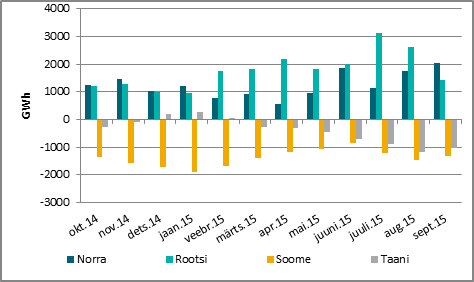 4000
3000
2000
1000
0
-1000
-2000
-3000
GWh
okt.14
nov.14
dets.14
jaan.15
veebr.15
märts.15
apr.15
mai.15
juuni.15
juuli.15
aug.15
sept.15
Norra
Rootsi
Soome
Taani